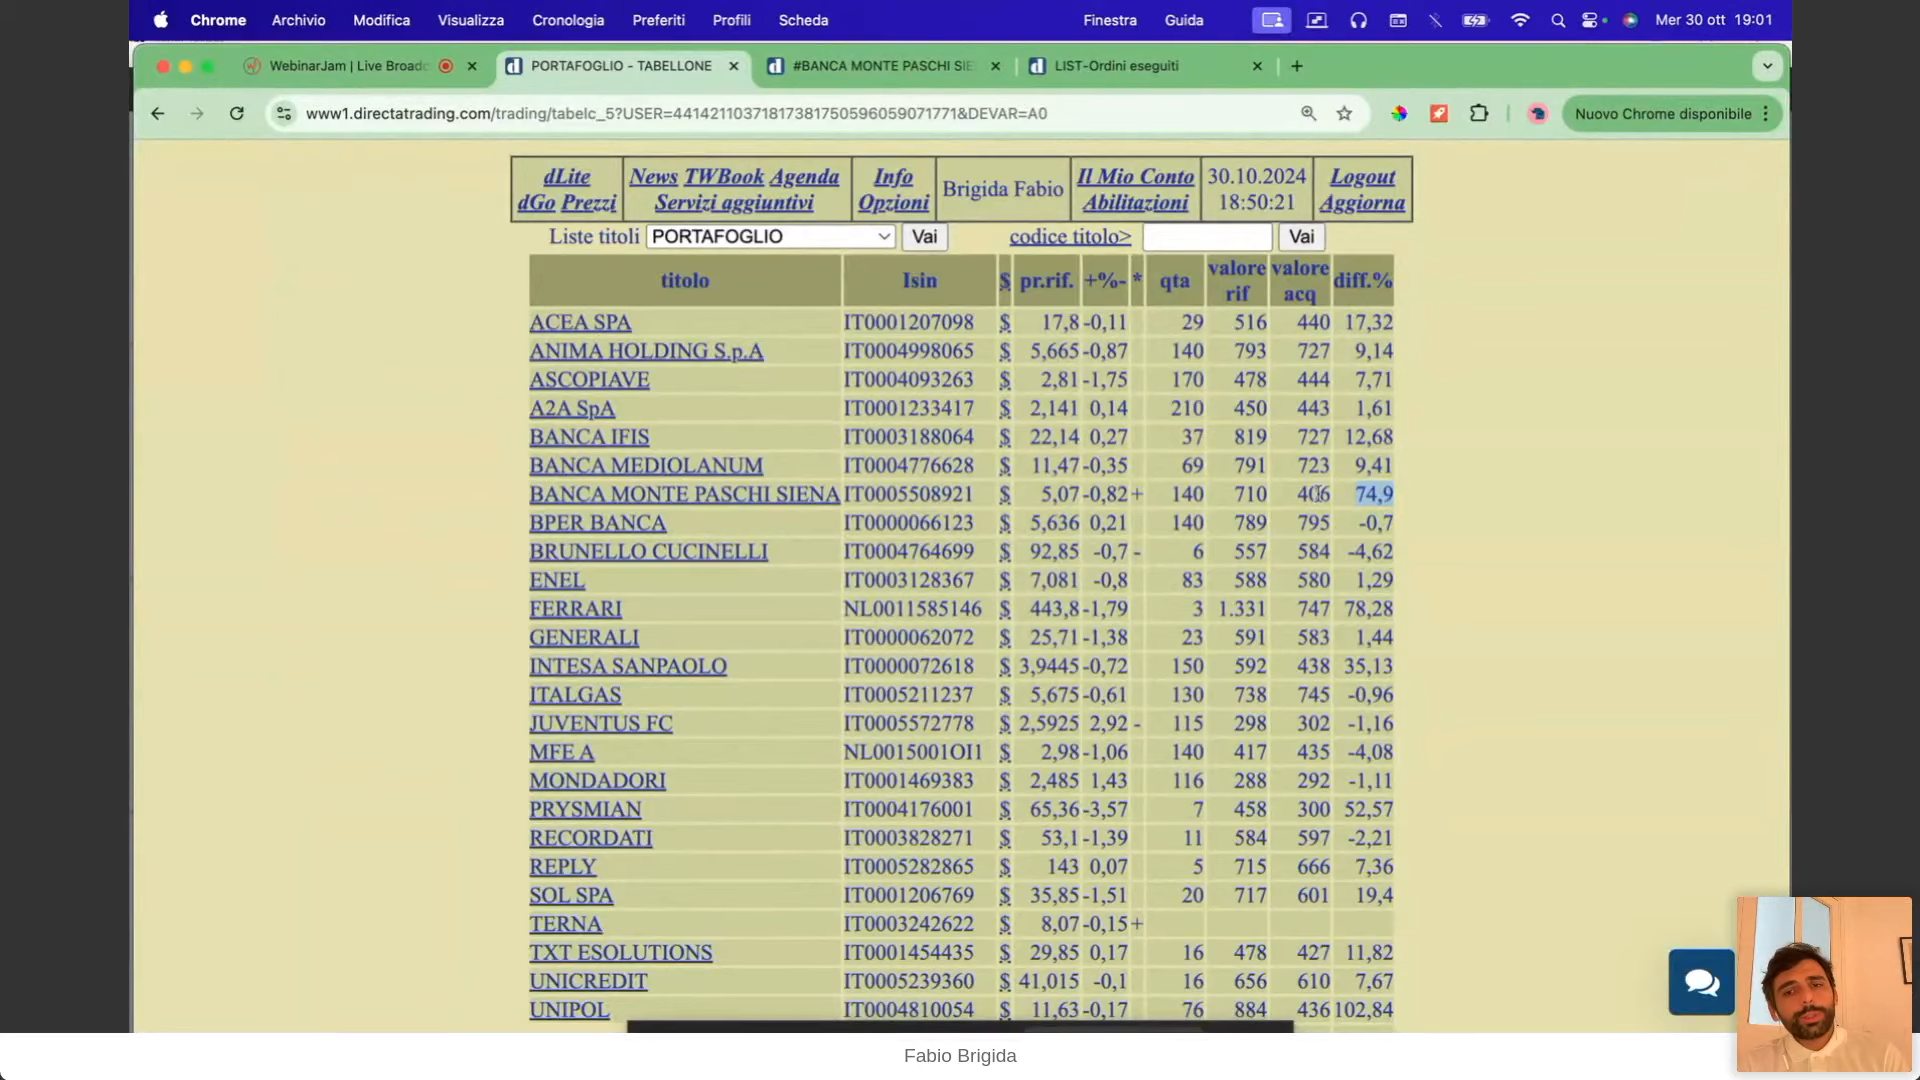 Chrome Archivio Modifica Visualizza Cronologia Preferiti Profili Scheda Finestra Guida Mer 30 ott 19:01
WebinarJam | Live Broadc PORTAFOGLIO - TABELLONE #BANCA MONTE PASCHI SIE LIST-Ordini eseguiti
www1.directatrading.com/trading/tabelc_5?USER=4414211037181738175059605907 1771&DEVAR=A0 Nuovo Chrome disponibile
dLite News TWBook Agenda Info Brigida Fabio Il Mio Conto 30.10.2024 Logout
dGo Prezzi Servizi aggiuntivi Opzioni Abilitazioni 18:50:21 Aggiorna
Liste titoli PORTAFOGLIO Vai codice titolo> Vai
titolo Isin $ pr.rif. +%- * qta valore rif valore acq diff.%
ACEA SPA IT0001207098 $ 17,8 -0,11 29 516 440 17,32
ANIMA HOLDING S.p.A IT0004998065 $ 5,665 -0,87 140 793 727 9,14
ASCOPIAVE IT0004093263 $ 2,81 -1,75 170 478 444 7,71
A2A SpA IT0001233417 $ 2,141 0,14 210 450 443 1,61
BANCA IFIS IT0003188064 $ 22,14 0,27 37 819 727 12,68
BANCA MEDIOLANUM IT0004776628 $ 11,47 -0,35 69 791 723 9,41
BANCA MONTE PASCHI SIENA IT0005508921 $ 5,07 -0,82 + 140 710 406 74,9
BPER BANCA IT0000066123 $ 5,636 0,21 140 789 795 -0,7
BRUNELLO CUCINELLI IT0004764699 $ 92,85 -0,7 - 6 557 584 -4,62
ENEL IT0003128367 $ 7,081 -0,8 83 588 580 1,29
FERRARI NL0011585146 $ 443,8 -1,79 3 1.331 747 78,28
GENERALI IT0000062072 $ 25,71 -1,38 23 591 583 1,44
INTESA SANPAOLO IT0000072618 $ 3,9445 -0,72 150 592 438 35,13
ITALGAS IT0005211237 $ 5,675 -0,61 130 738 745 -0,96
JUVENTUS FC IT0005572778 $ 2,5925 2,92 - 115 298 302 -1,16
MFE A NL0015001OI1 $ 2,98 -1,06 140 417 435 -4,08
MONDADORI IT0001469383 $ 2,485 1,43 116 288 292 -1,11
PRYSMIAN IT0004176001 $ 65,36 -3,57 7 458 300 52,57
RECORDATI IT0003828271 $ 53,1 -1,39 11 584 597 -2,21
REPLY IT0005282865 $ 143 0,07 5 715 666 7,36
SOL SPA IT0001206769 $ 35,85 -1,51 20 717 601 19,4
TERNA IT0003242622 $ 8,07 -0,15 +
TXT ESOLUTIONS IT0001454435 $ 29,85 0,17 16 478 427 11,82
UNICREDIT IT0005239360 $ 41,015 -0,1 16 656 610 7,67
UNIPOL IT0004810054 $ 11,63 -0,17 76 884 436 102,84
Fabio Brigida